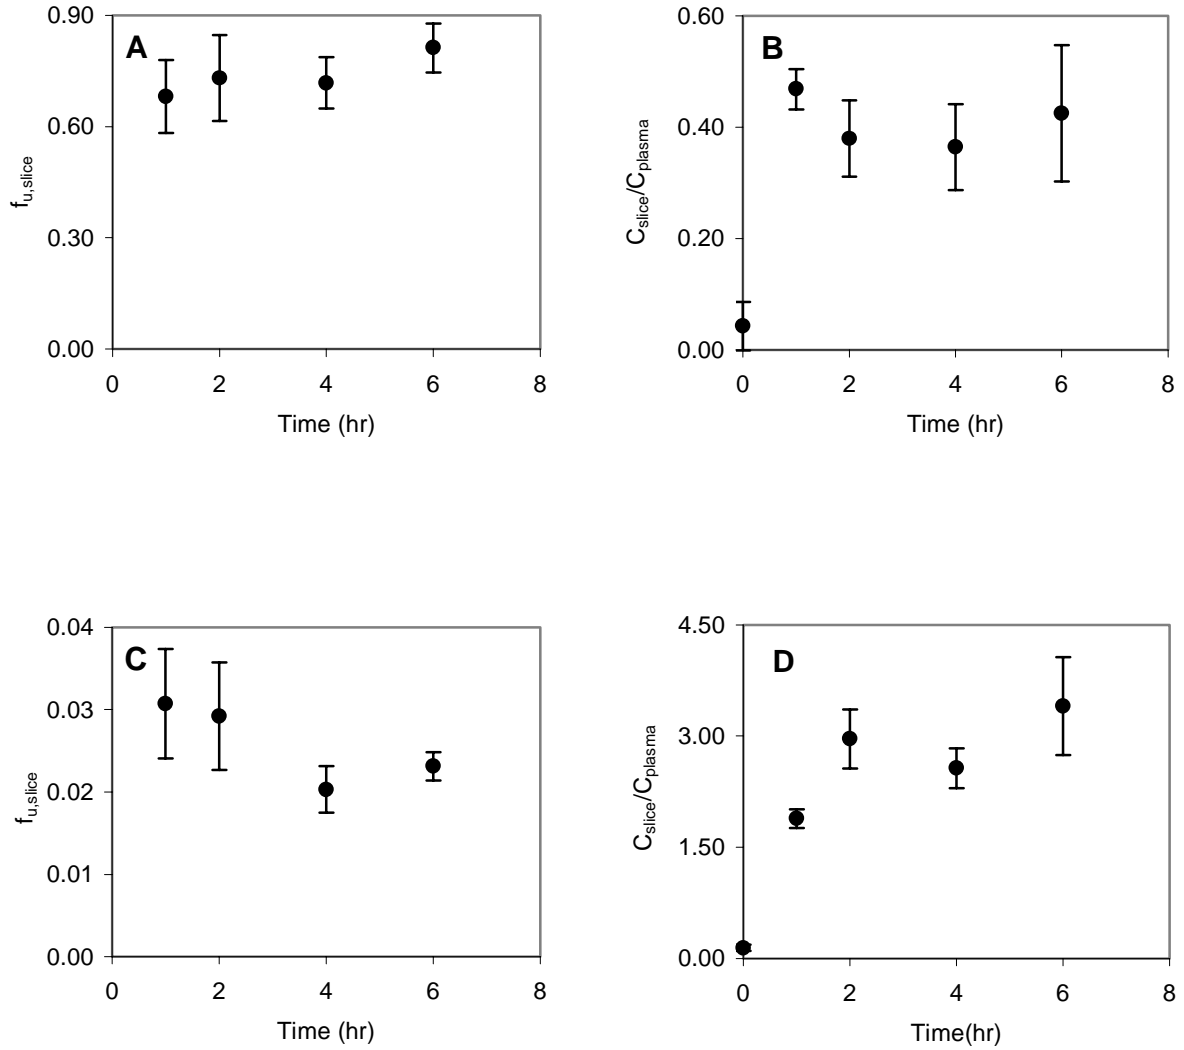 A
0.90
0.60
0.30
0.00
f_u,slice
0 2 4 6 8
Time (hr)
B
0.60
0.40
0.20
0.00
C_slice/C_plasma
0 2 4 6 8
Time (hr)
C
0.04
0.03
0.02
0.01
0.00
f_u,slice
0 2 4 6 8
Time (hr)
D
4.50
3.00
1.50
0.00
C_slice/C_plasma
0 2 4 6 8
Time(hr)